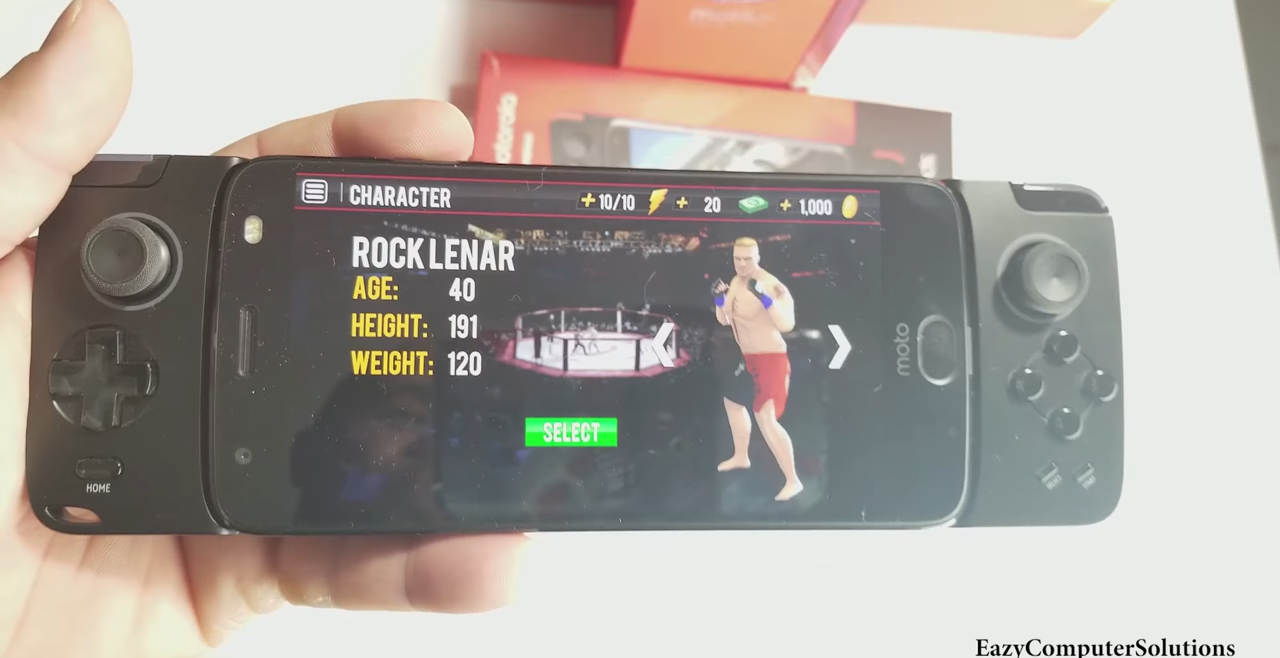 CHARACTER
+ 10/10 + 20 + 1,000
ROCK LENAR
AGE: 40
HEIGHT: 191
WEIGHT: 120
SELECT
moto
HOME
EazyComputerSolutions